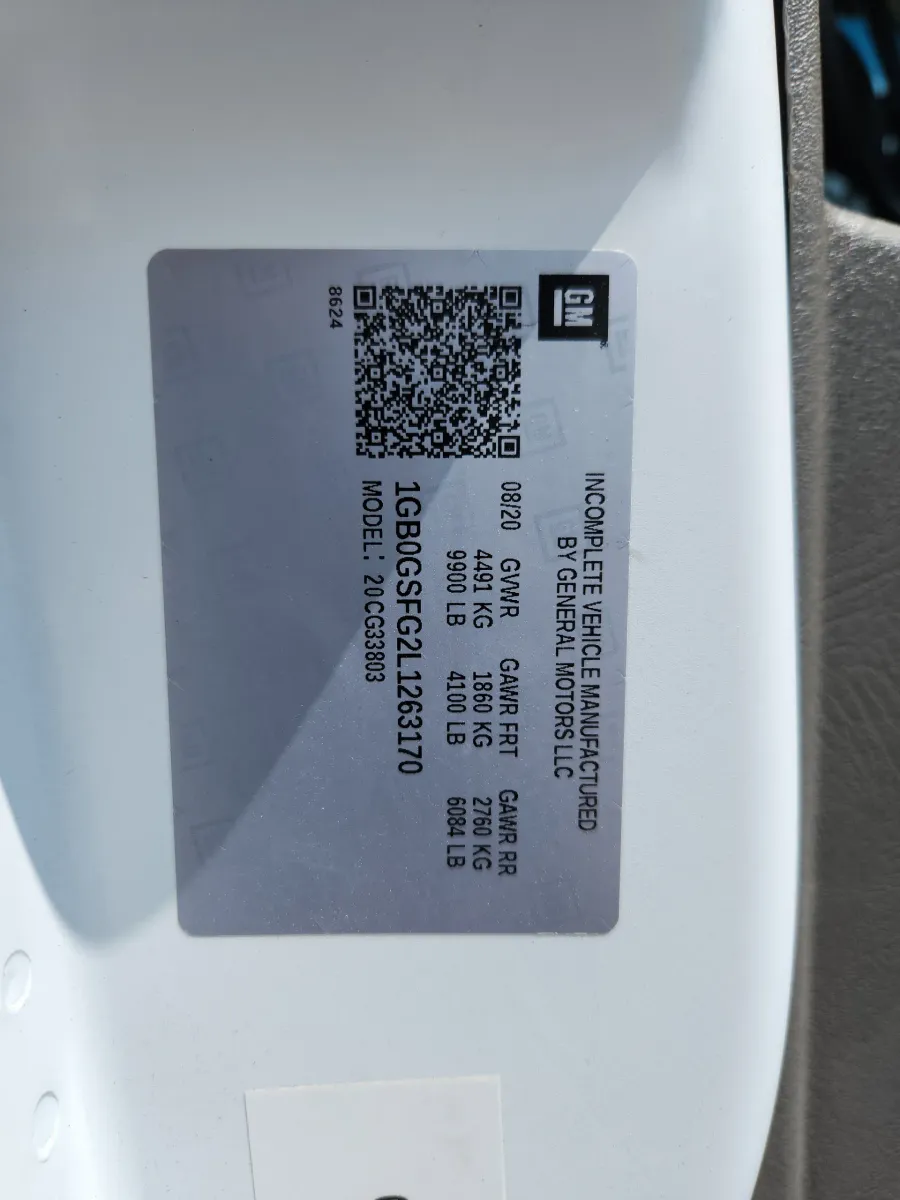 GM
INCOMPLETE VEHICLE MANUFACTURED
BY GENERAL MOTORS LLC
08/20 GVWR GAWR FRT GAWR RR
4491 KG 1860 KG 2760 KG
9900 LB 4100 LB 6084 LB
1GB0GSFG2L1263170
MODEL: 20CG33803
8624